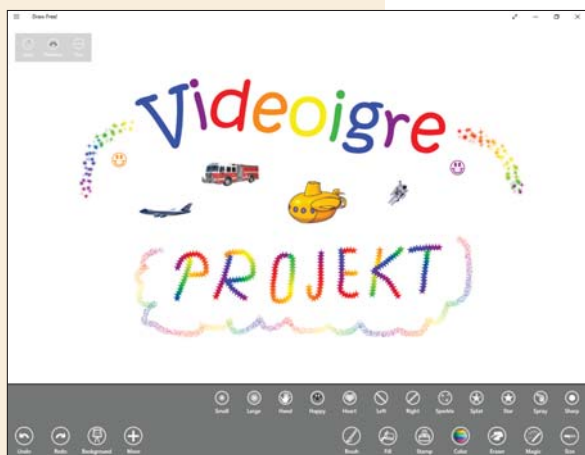 Draw Free!
Videoigre
PROJEKT
Small Large Hand Happy Heart Left Right Sparkle Splat Star Spray Sharp
Undo Redo Background More Brush Fill Stamp Color Eraser Magic Size